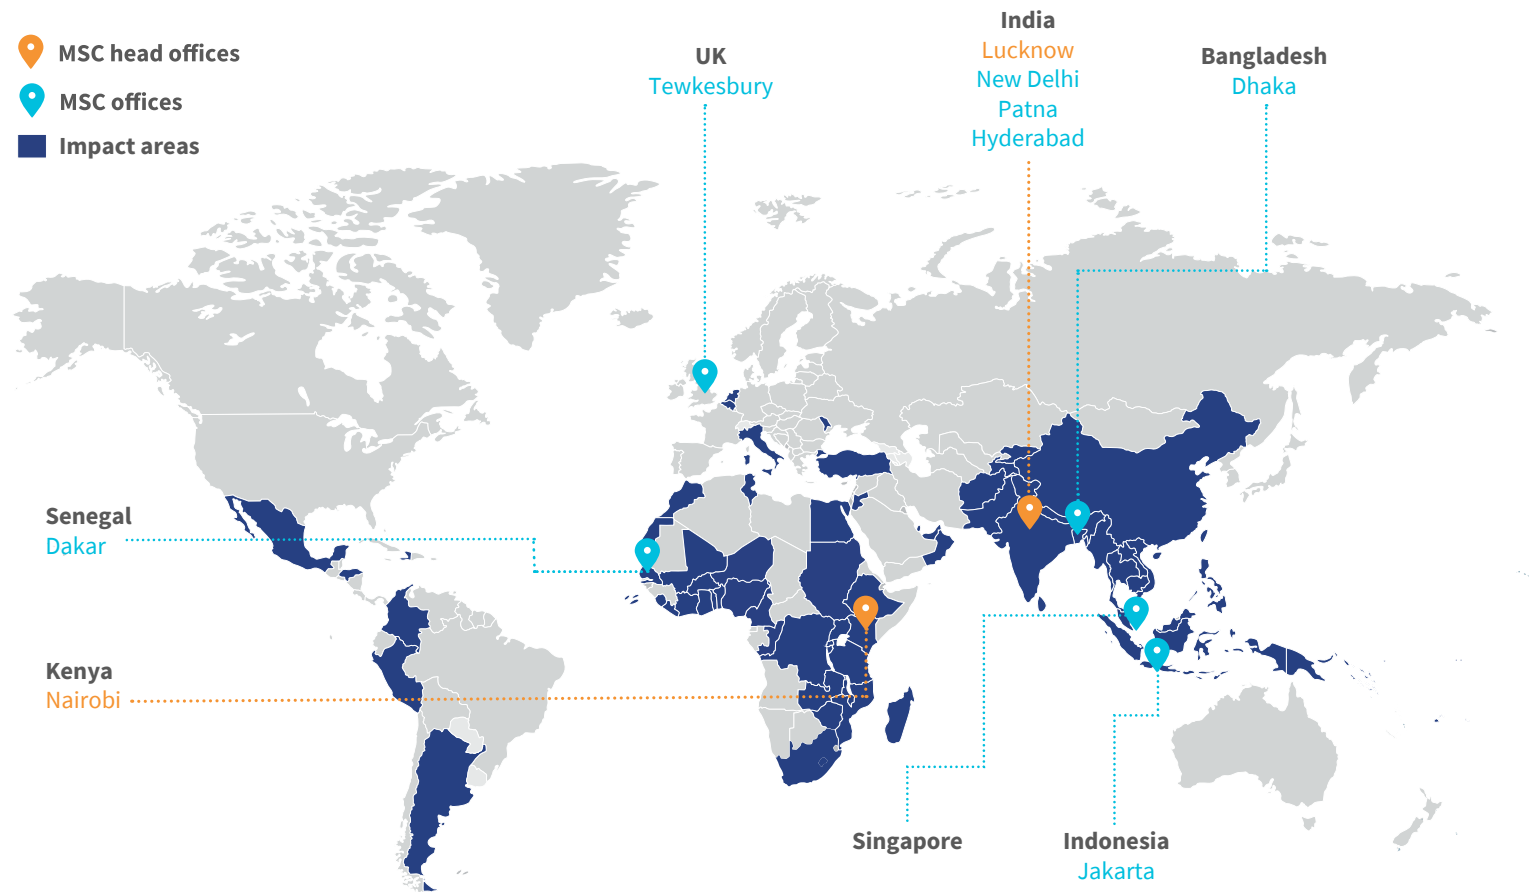 MSC head offices
MSC offices
Impact areas
UK
Tewkesbury
India
Lucknow
New Delhi
Patna
Hyderabad
Bangladesh
Dhaka
Senegal
Dakar
Kenya
Nairobi
Singapore
Indonesia
Jakarta